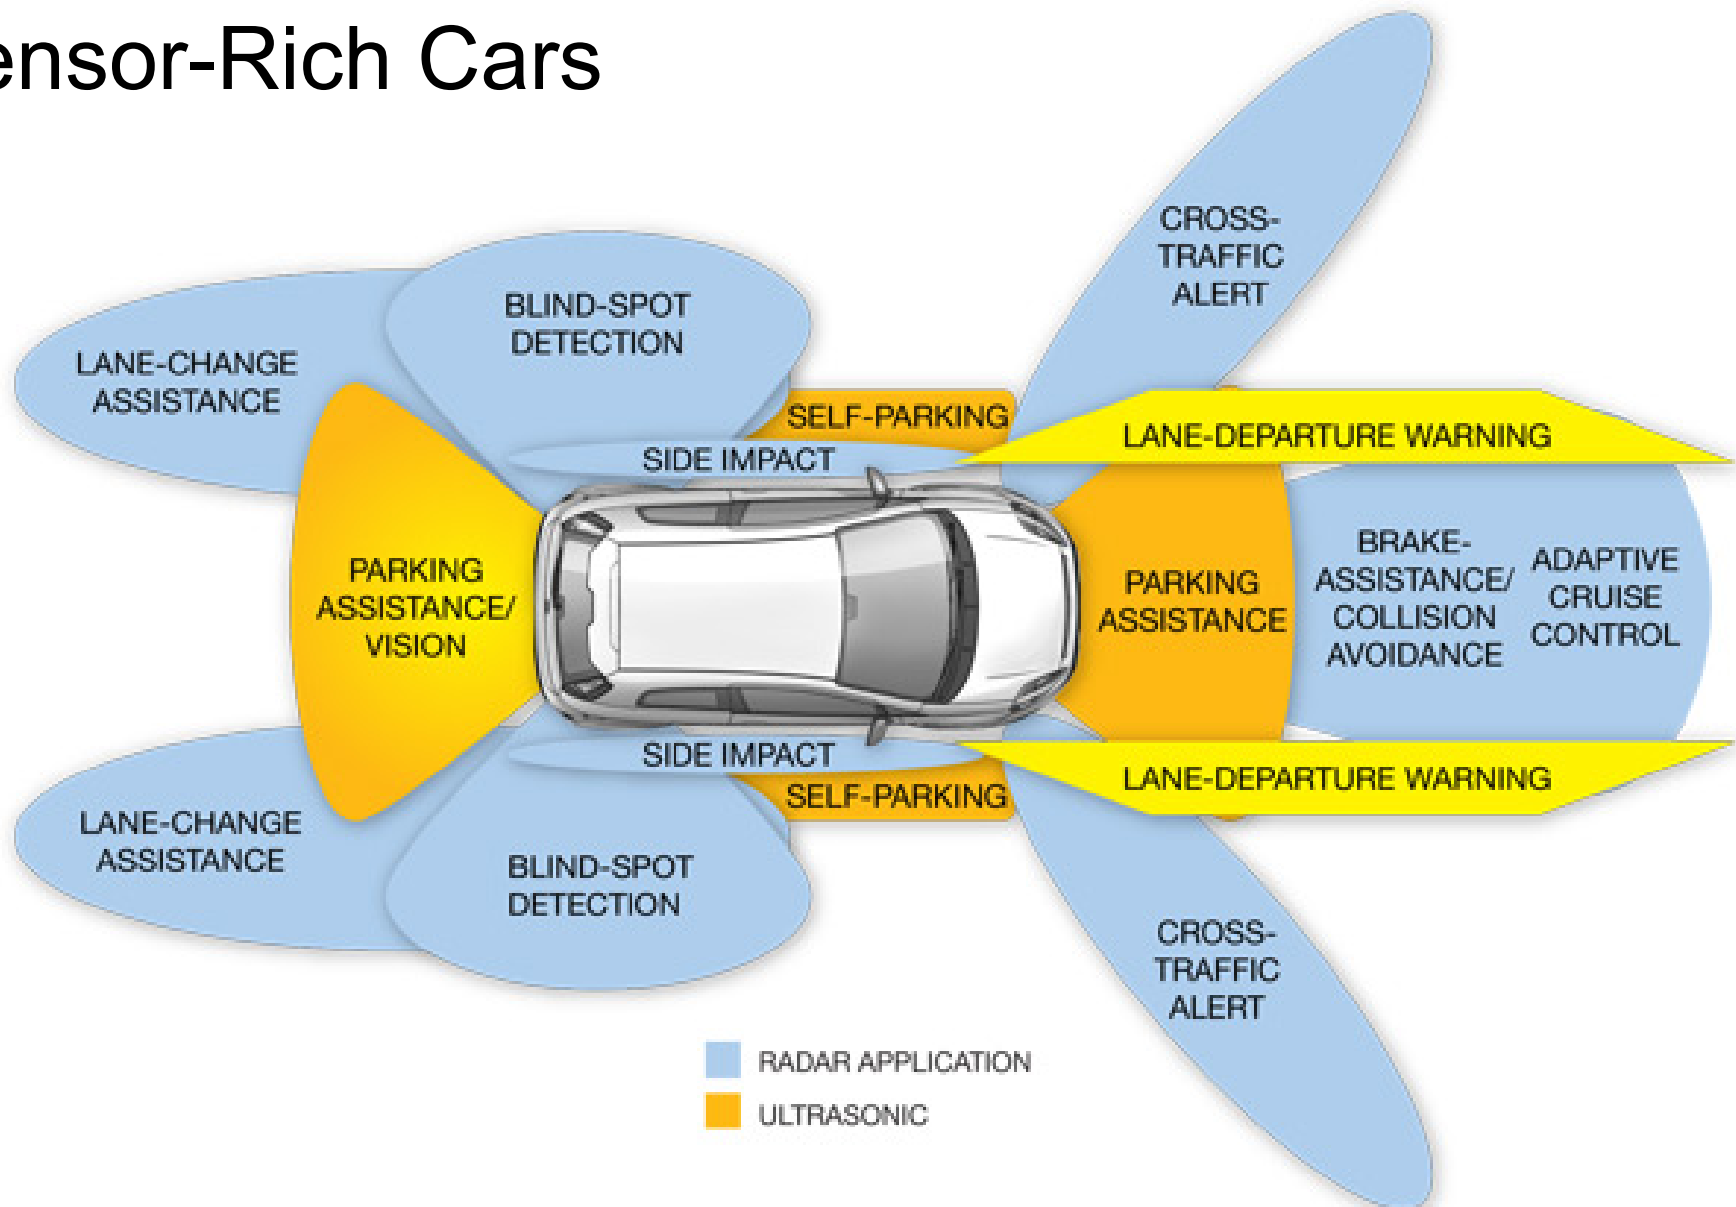 ensor-Rich Cars
CROSS-
TRAFFIC
ALERT
BLIND-SPOT
DETECTION
LANE-CHANGE
ASSISTANCE
SELF-PARKING
LANE-DEPARTURE WARNING
SIDE IMPACT
PARKING
ASSISTANCE/
VISION
PARKING
ASSISTANCE
BRAKE-
ASSISTANCE/
COLLISION
AVOIDANCE
ADAPTIVE
CRUISE
CONTROL
SIDE IMPACT
LANE-DEPARTURE WARNING
SELF-PARKING
LANE-CHANGE
ASSISTANCE
BLIND-SPOT
DETECTION
CROSS-
TRAFFIC
ALERT
RADAR APPLICATION
ULTRASONIC